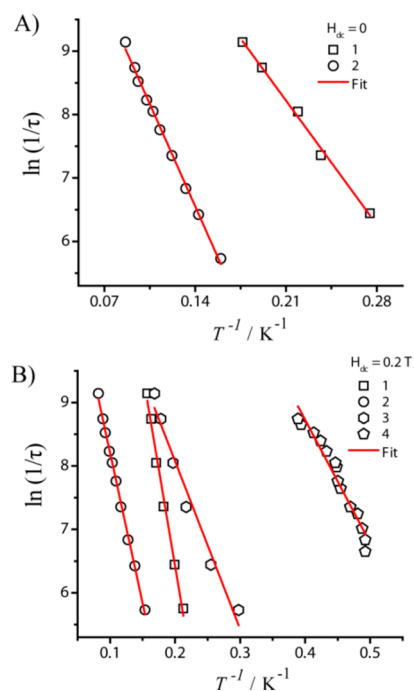 A)
H_dc = 0
1
2
Fit
9
8
7
6
ln (1/τ)
0.07 0.14 0.21 0.28
T⁻¹ / K⁻¹
B)
H_dc = 0.2 T
1
2
3
4
Fit
9
8
7
6
ln (1/τ)
0.1 0.2 0.3 0.4 0.5
T⁻¹ / K⁻¹